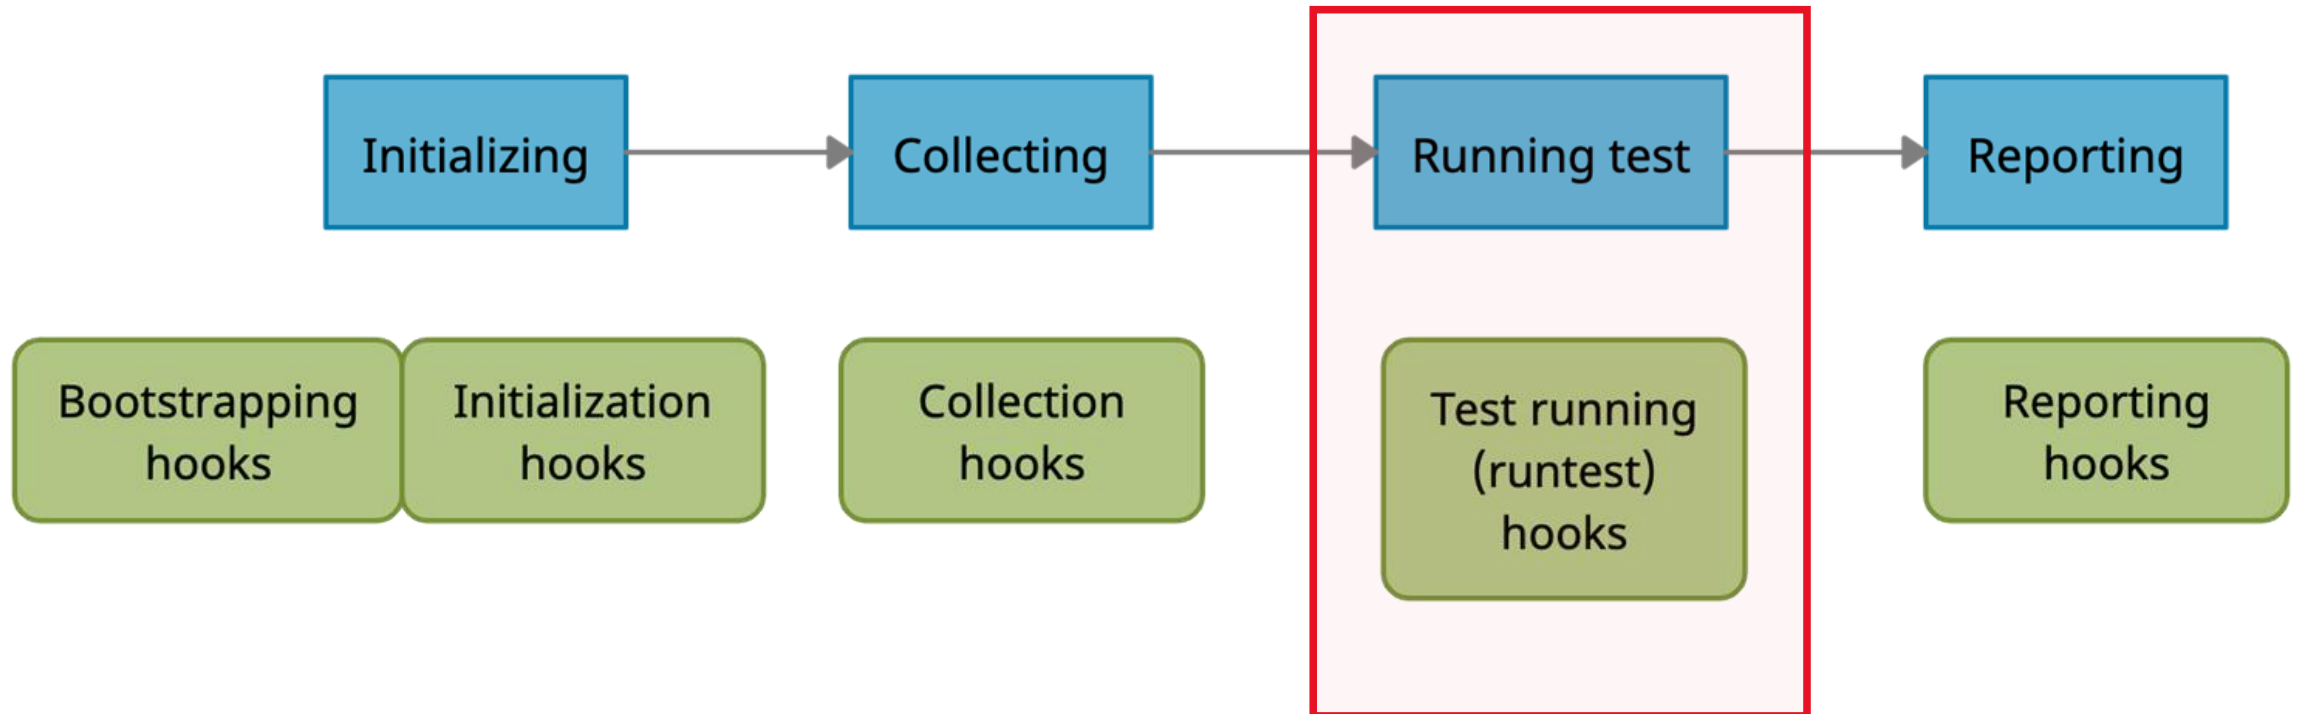 Initializing
Collecting
Running test
Reporting
Bootstrapping
hooks
Initialization
hooks
Collection
hooks
Test running
(runtest)
hooks
Reporting
hooks